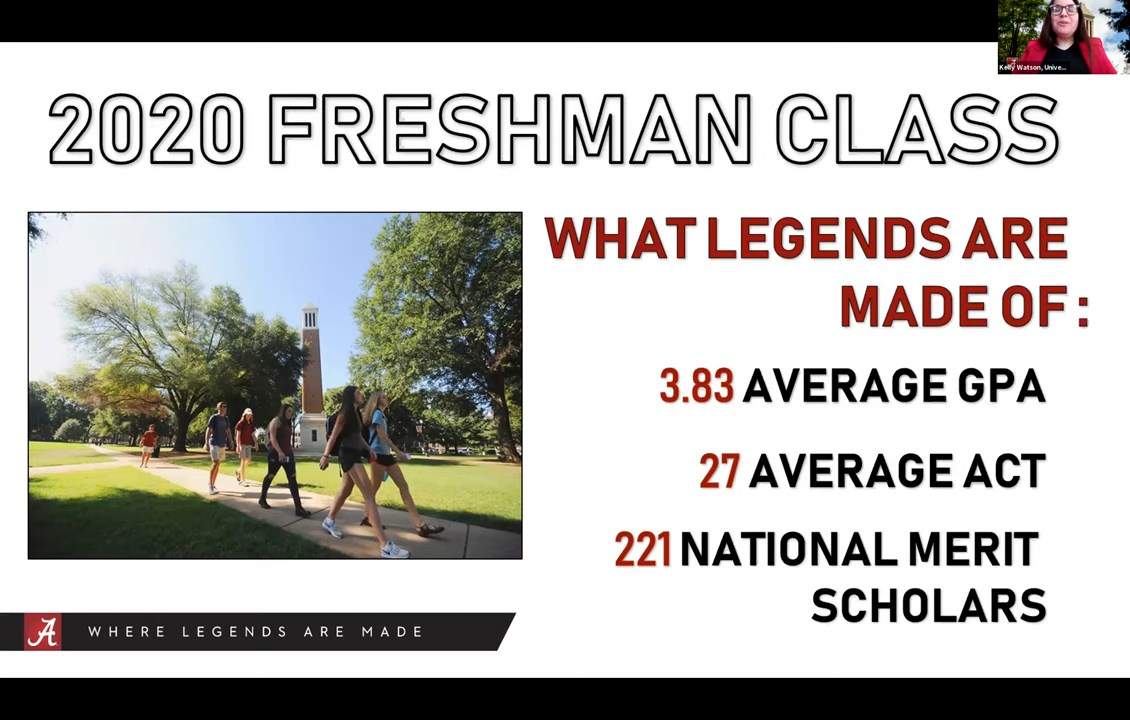 Kelly Watson, Unive...
2020 FRESHMAN CLASS
WHAT LEGENDS ARE
MADE OF:
3.83 AVERAGE GPA
27 AVERAGE ACT
221 NATIONAL MERIT
SCHOLARS
A WHERE LEGENDS ARE MADE